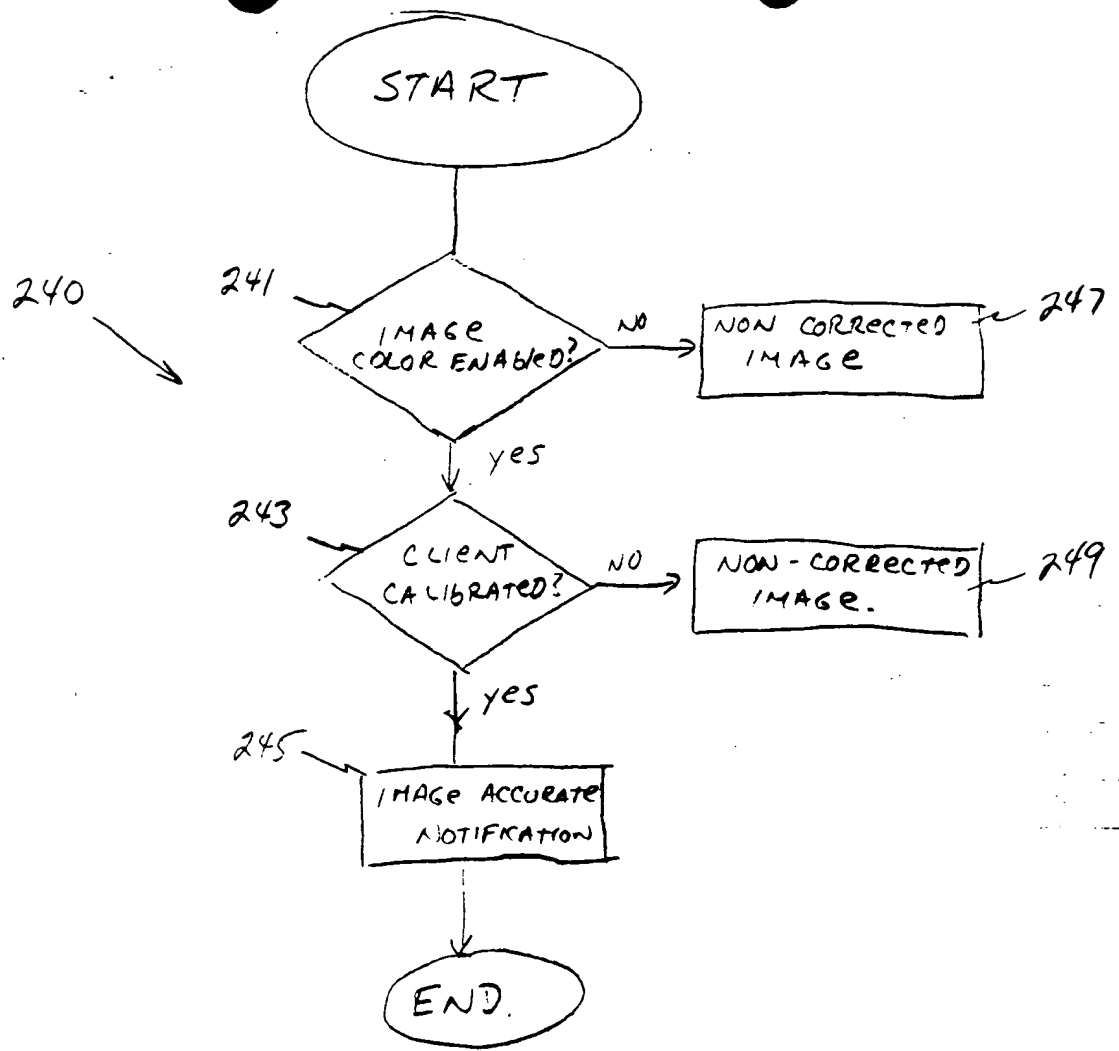 START
241
240
IMAGE
COLOR ENABLED?
NO
NON CORRECTED
IMAGE
247
yes
243
CLIENT
CALIBRATED?
NO
NON-CORRECTED
IMAGE.
249
yes
245
IMAGE ACCURATE
NOTIFICATION
END.